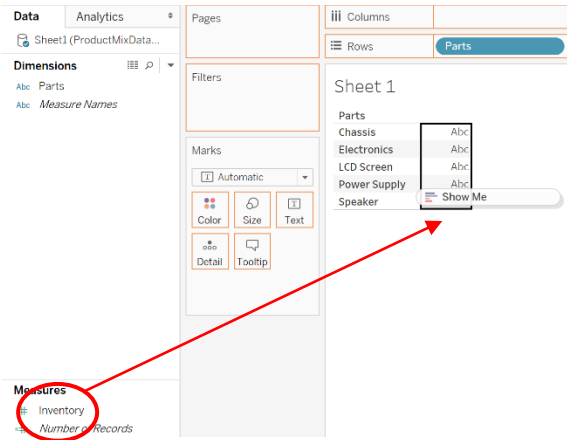 Data
Analytics
Sheet1 (ProductMixData...
Dimensions
Abc Parts
Abc Measure Names
Measures
# Inventory
Number of Records
Pages
Filters
Marks
T Automatic
Color Size Text
Detail Tooltip
iii Columns
Rows Parts
Sheet 1
Parts
Chassis Abc
Electronics Abc
LCD Screen Abc
Power Supply Abc
Speaker
Show Me